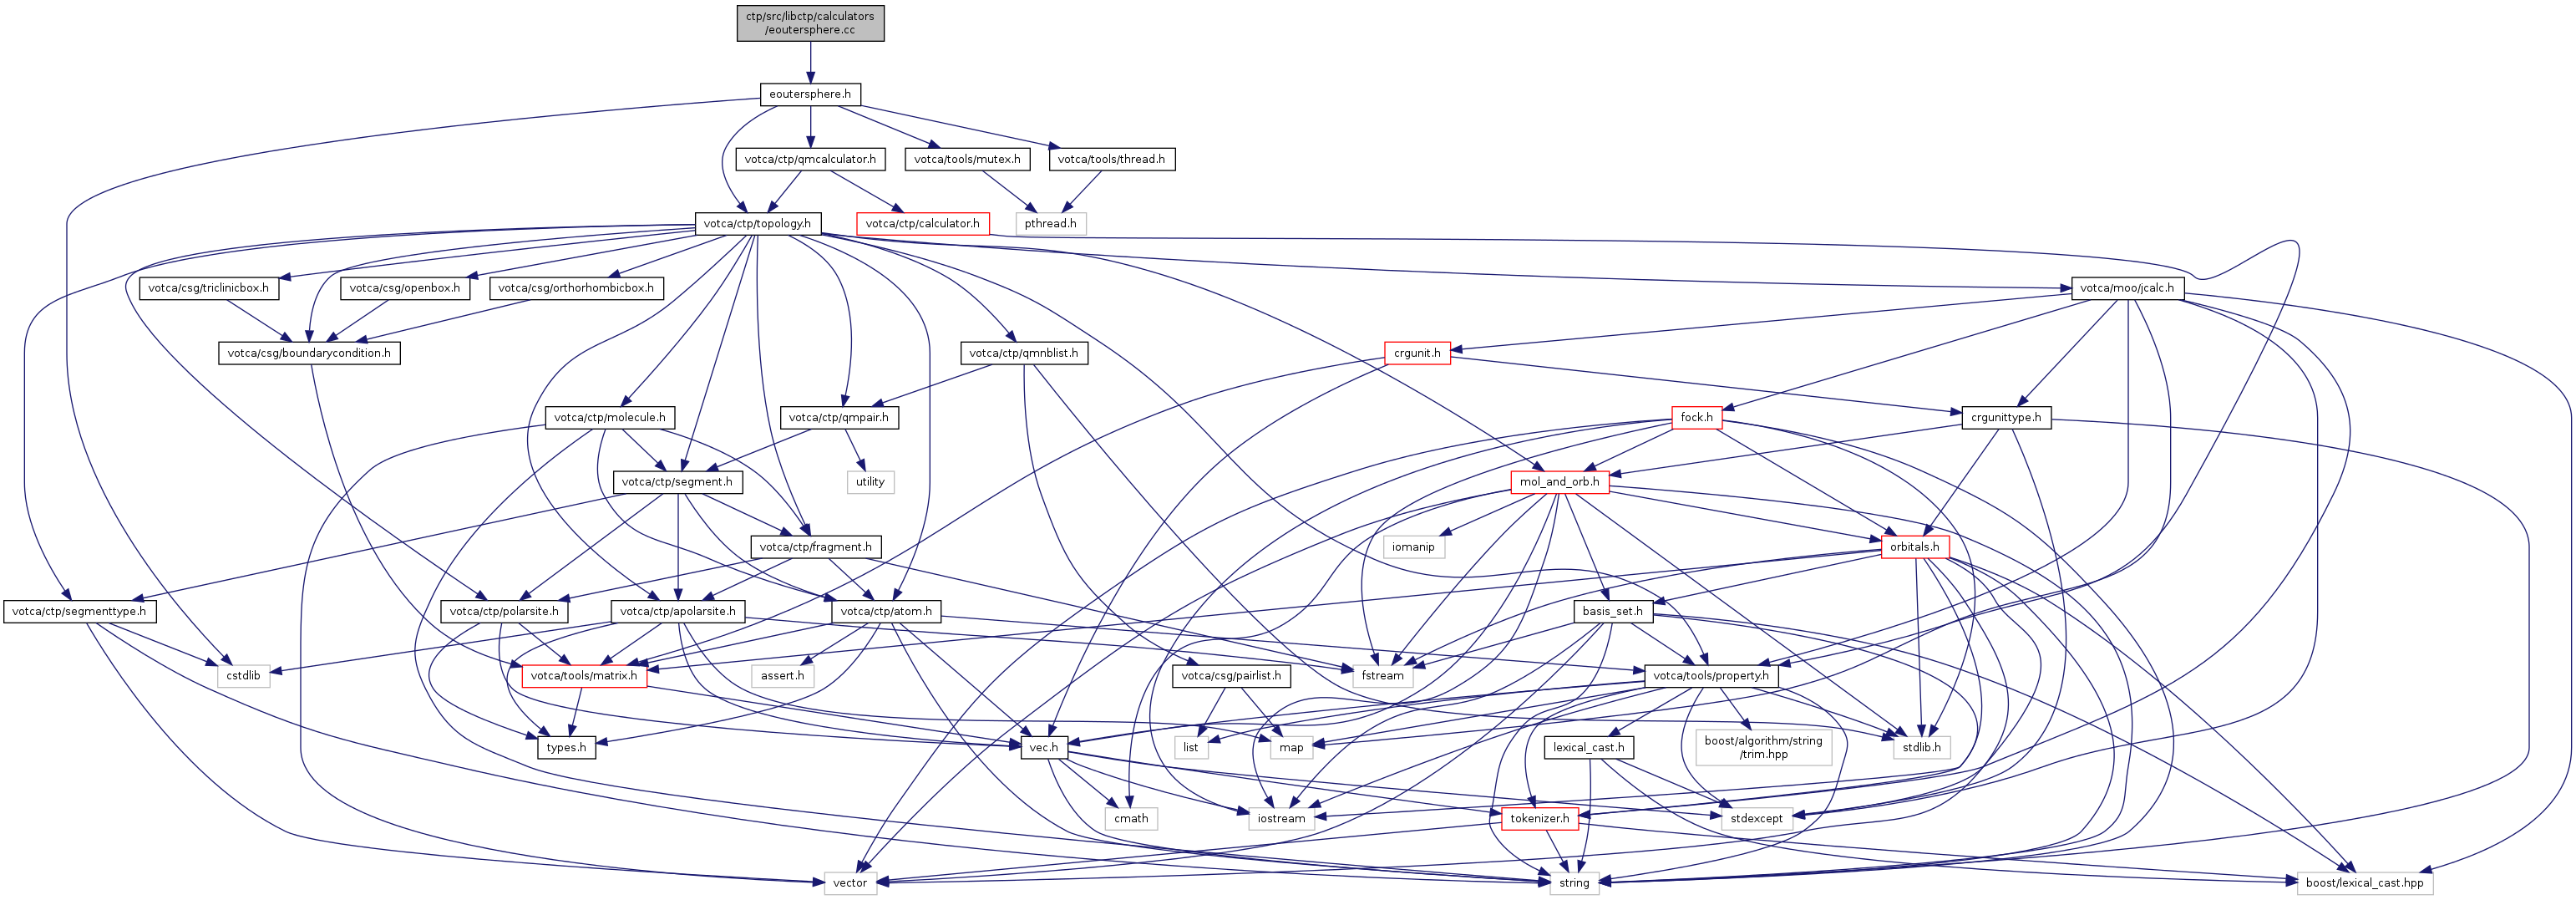 ctp/src/libctp/calculators
/eoutersphere.cc
eoutersphere.h
votca/ctp/qmcalculator.h
votca/tools/mutex.h
votca/tools/thread.h
votca/ctp/topology.h
votca/ctp/calculator.h
pthread.h
votca/csg/triclinicbox.h
votca/csg/openbox.h
votca/csg/orthorhombicbox.h
votca/moo/jcalc.h
votca/csg/boundarycondition.h
votca/ctp/qmnblist.h
crgunit.h
votca/ctp/molecule.h
votca/ctp/qmpair.h
fock.h
crgunittype.h
votca/ctp/segment.h
utility
mol_and_orb.h
votca/ctp/fragment.h
iomanip
orbitals.h
votca/ctp/segmenttype.h
votca/ctp/polarsite.h
votca/ctp/apolarsite.h
votca/ctp/atom.h
basis_set.h
cstdlib
votca/tools/matrix.h
assert.h
votca/csg/pairlist.h
fstream
votca/tools/property.h
types.h
vec.h
list
map
lexical_cast.h
boost/algorithm/string
/trim.hpp
stdlib.h
cmath
iostream
tokenizer.h
stdexcept
vector
string
boost/lexical_cast.hpp